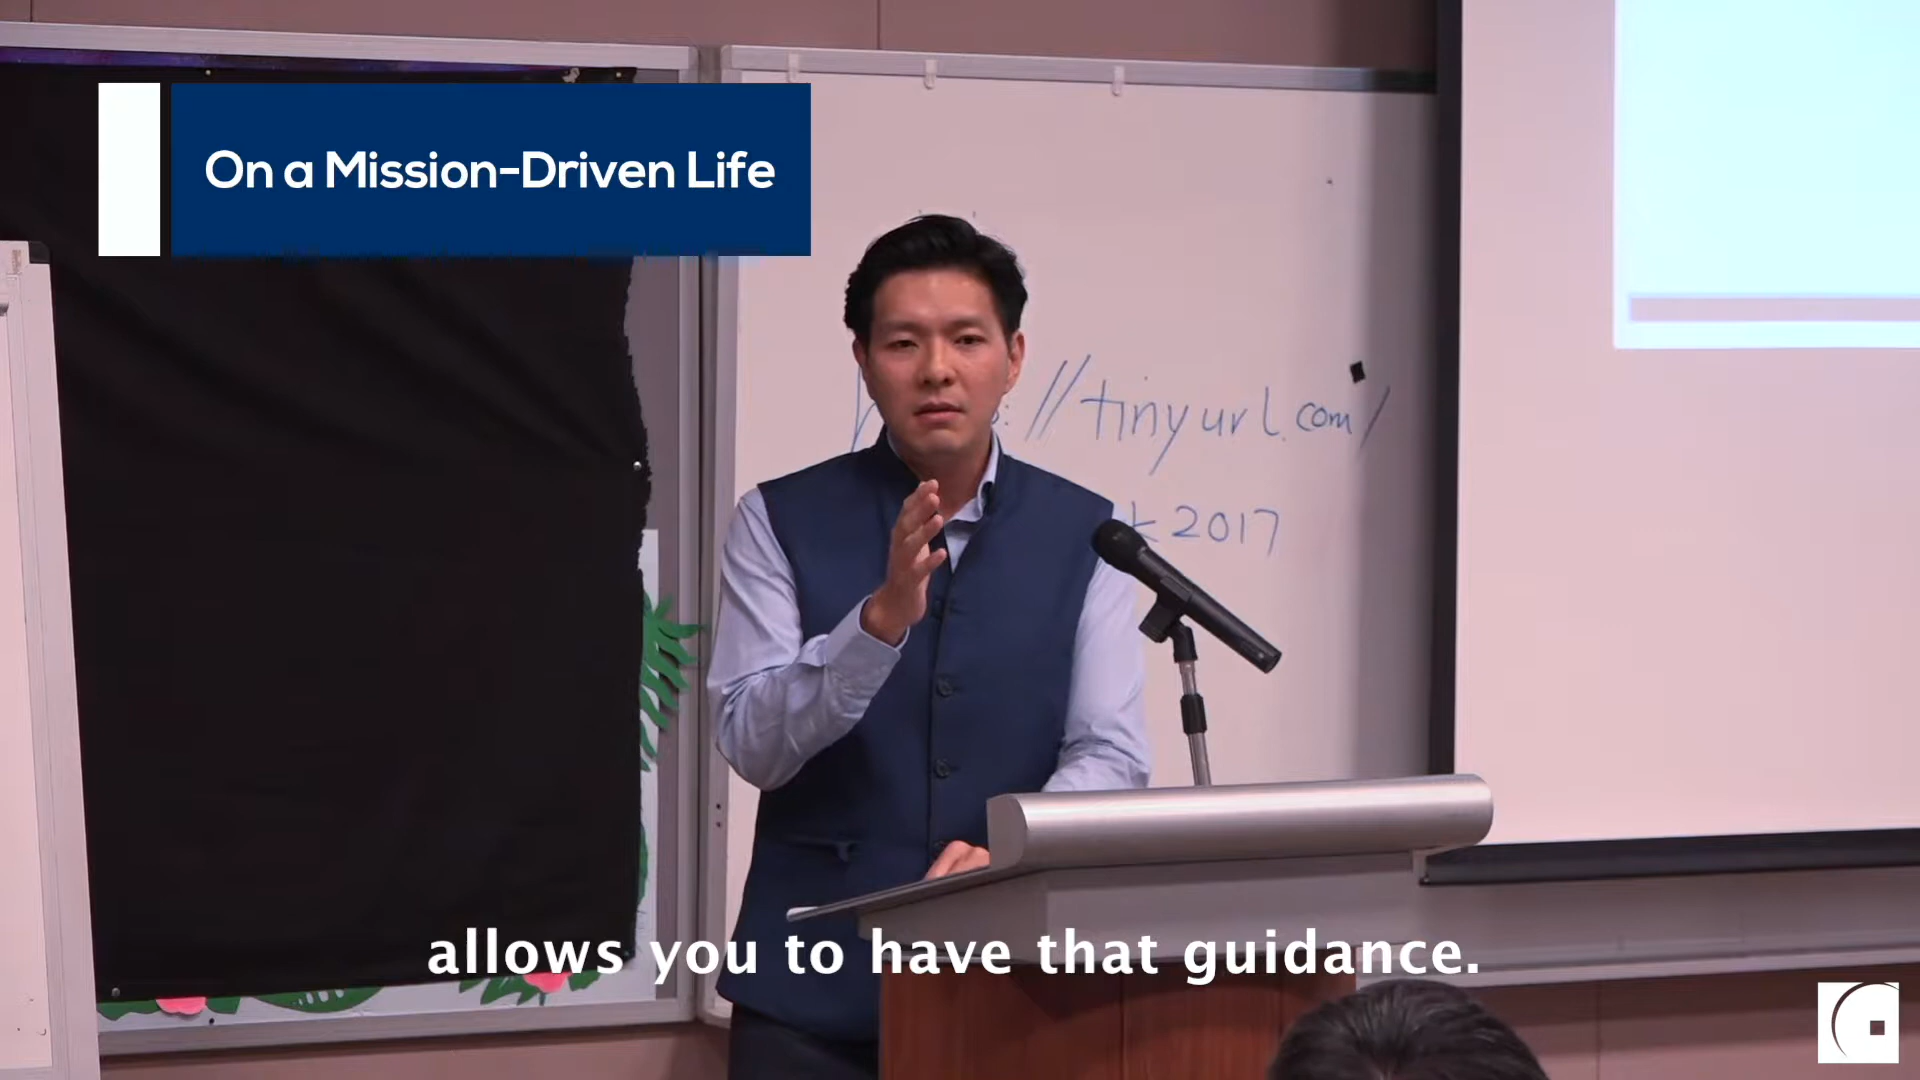 On a Mission-Driven Life
//tinyurl.com/
2017
allows you to have that guidance.